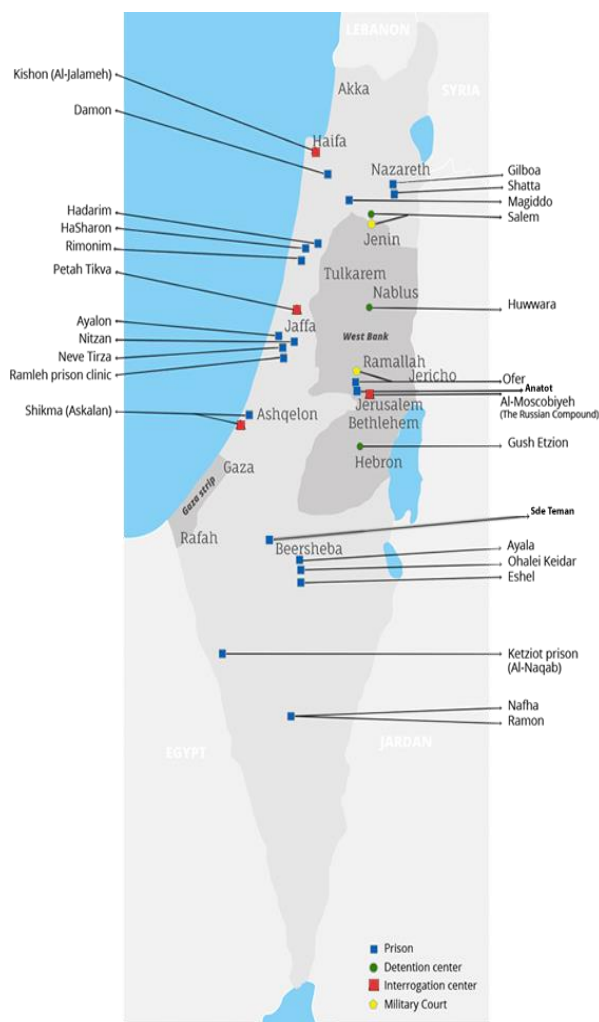 LEBANON
SYRIA
Kishon (Al-Jalameh)
Damon
Hadarim
HaSharon
Rimonim
Petah Tikva
Ayalon
Nitzan
Neve Tirza
Ramleh prison clinic
Shikma (Askalan)
Akka
Haifa
Nazareth
Jenin
Tulkarem
Nablus
Jaffa
West Bank
Ramallah
Jericho
Jerusalem
Bethlehem
Ashqelon
Hebron
Gaza
Gaza strip
Rafah
Beersheba
Gilboa
Shatta
Magiddo
Salem
Huwwara
Ofer
Anatot
Al-Moscobiyeh
(The Russian Compound)
Gush Etzion
Sde Teman
Ayala
Ohalei Keidar
Eshel
Ketziot prison
(Al-Naqab)
Nafha
Ramon
EGYPT
JARDAN
Prison
Detention center
Interrogation center
Military Court